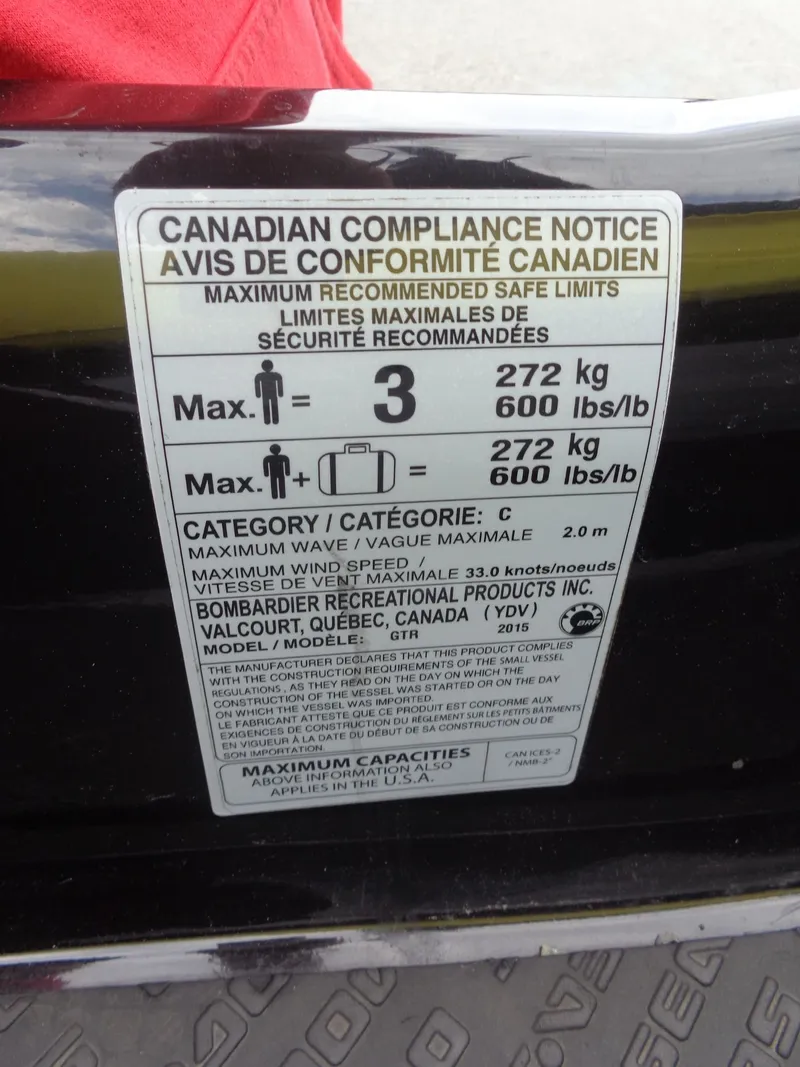 CANADIAN COMPLIANCE NOTICE
AVIS DE CONFORMITÉ CANADIEN
MAXIMUM RECOMMENDED SAFE LIMITS
LIMITES MAXIMALES DE
SÉCURITÉ RECOMMANDÉES
Max. = 3 272 kg
600 lbs/lb
Max. + = 272 kg
600 lbs/lb
CATEGORY / CATÉGORIE: C
MAXIMUM WAVE / VAGUE MAXIMALE 2.0 m
MAXIMUM WIND SPEED /
VITESSE DE VENT MAXIMALE 33.0 knots/noeuds
BOMBARDIER RECREATIONAL PRODUCTS INC.
VALCOURT, QUÉBEC, CANADA (YDV)
MODEL / MODÈLE: GTR 2015
BRP
THE MANUFACTURER DECLARES THAT THIS PRODUCT COMPLIES
WITH THE CONSTRUCTION REQUIREMENTS OF THE SMALL VESSEL
REGULATIONS, AS THEY READ ON THE DAY ON WHICH THE
CONSTRUCTION OF THE VESSEL WAS STARTED OR ON THE DAY
ON WHICH THE VESSEL WAS IMPORTED.
LE FABRICANT ATTESTE QUE CE PRODUIT EST CONFORME AUX
EXIGENCES DE CONSTRUCTION DU RÈGLEMENT SUR LES PETITS BÂTIMENTS
EN VIGUEUR À LA DATE DU DÉBUT DE SA CONSTRUCTION OU DE
SON IMPORTATION.
MAXIMUM CAPACITIES
ABOVE INFORMATION ALSO
APPLIES IN THE U.S.A.
CAN ICES-2
/ NMB-2"